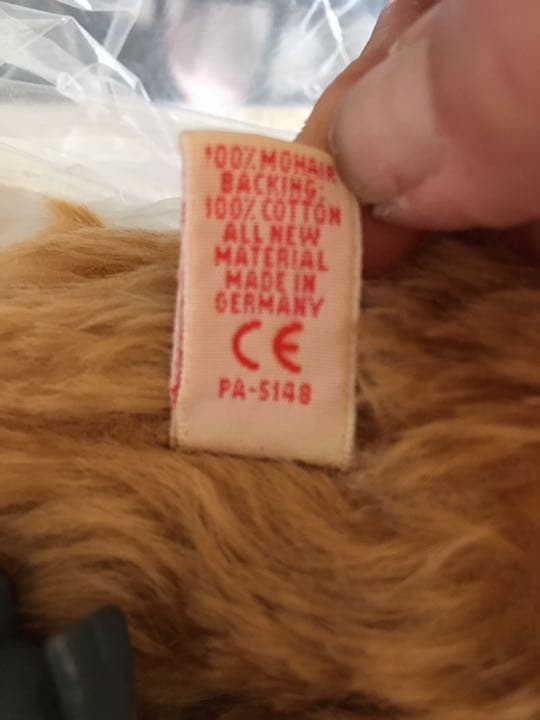 100% MOHAIR
BACKING:
100% COTTON
ALL NEW
MATERIAL
MADE IN
GERMANY
CE
PA-5148